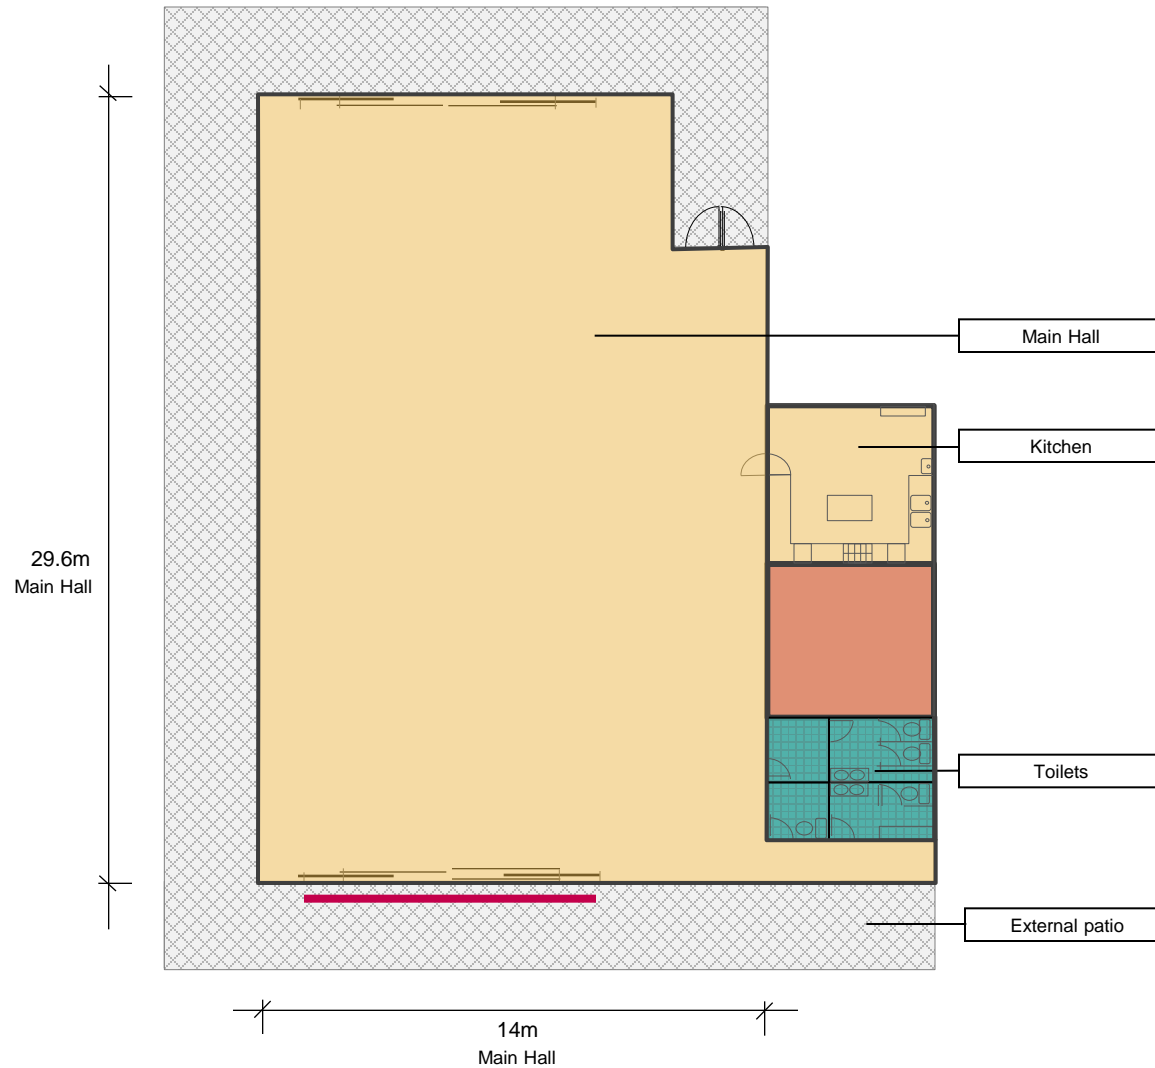 Main Hall
Kitchen
29.6m
Main Hall
Toilets
External patio
14m
Main Hall